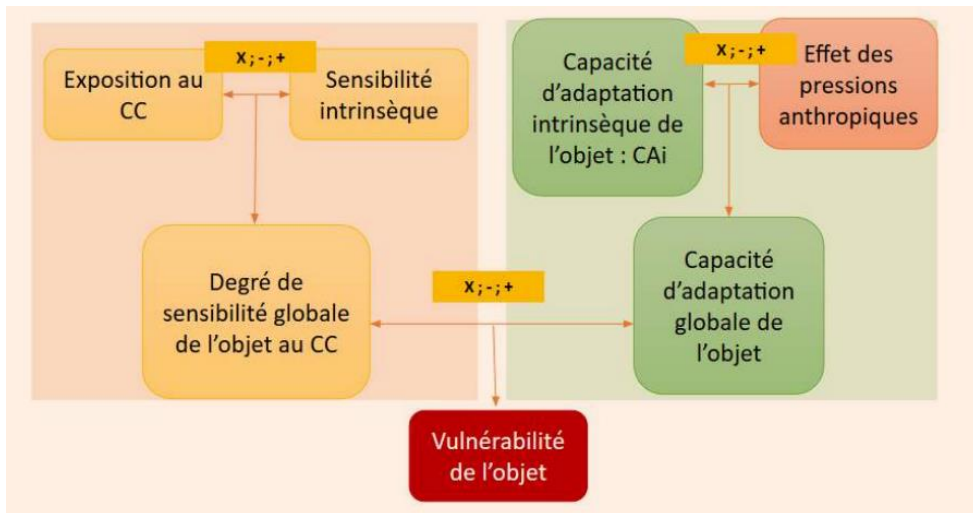 X;-;+
Exposition au
CC
Sensibilité
intrinsèque
Degré de
sensibilité globale
de l'objet au CC
X;-;+
Capacité
d'adaptation
intrinsèque de
l'objet : CAi
X;-;+
Effet des
pressions
anthropiques
Capacité
d'adaptation
globale de
l'objet
Vulnérabilité
de l'objet